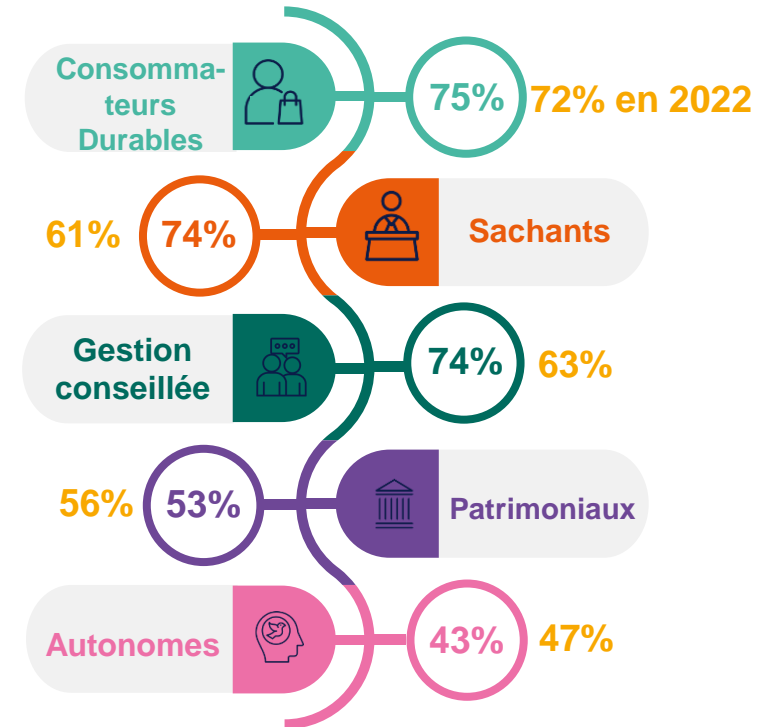 Consomma-
teurs
Durables
75%
72% en 2022
61%
74%
Sachants
Gestion
conseillée
74%
63%
56%
53%
Patrimoniaux
Autonomes
43%
47%